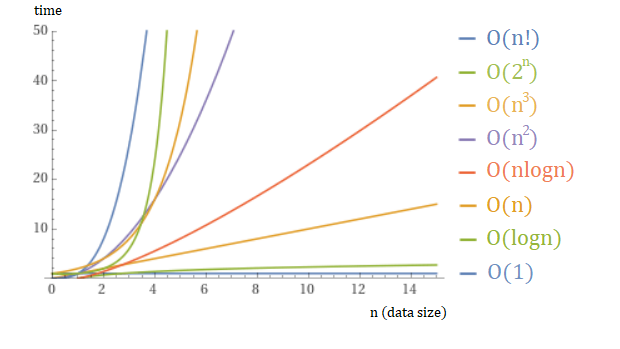 time
50
40
30
20
10
0 2 4 6 8 10 12 14
n (data size)
O(n!)
O(2ⁿ)
O(n³)
O(n²)
O(nlogn)
O(n)
O(logn)
O(1)